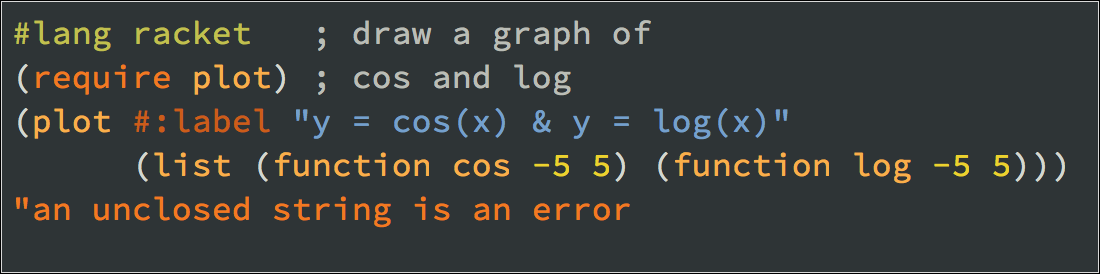 #lang racket   ; draw a graph of
(require plot) ; cos and log
(plot #:label "y = cos(x) & y = log(x)"
      (list (function cos -5 5) (function log -5 5)))
"an unclosed string is an error